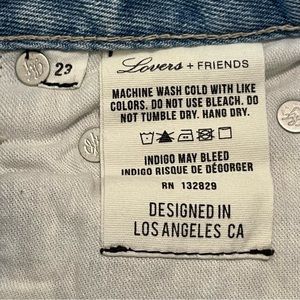 23
Lovers + FRIENDS
MACHINE WASH COLD WITH LIKE
COLORS. DO NOT USE BLEACH. DO
NOT TUMBLE DRY. HANG DRY.
INDIGO MAY BLEED
INDIGO RISQUE DE DÉGORGER
RN 132829
DESIGNED IN
LOS ANGELES CA